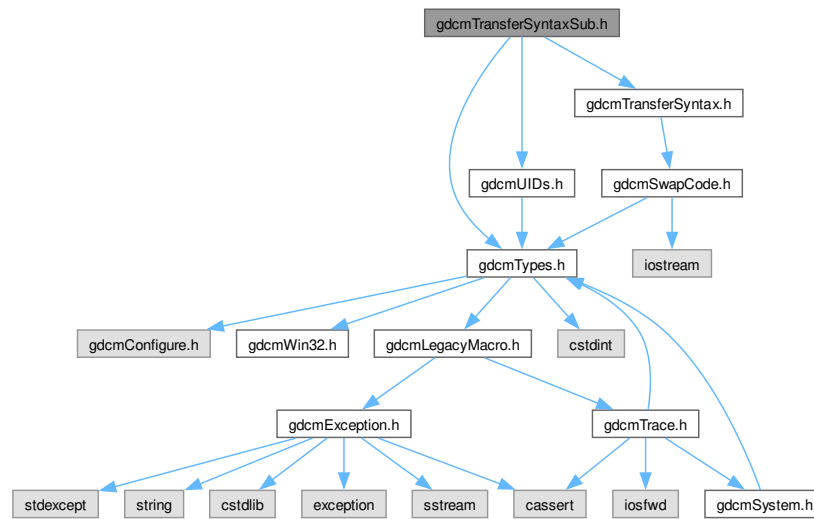 gdcmTransferSyntaxSub.h
gdcmTransferSyntax.h
gdcmUIDs.h
gdcmSwapCode.h
gdcmTypes.h
iostream
gdcmConfigure.h
gdcmWin32.h
gdcmLegacyMacro.h
cstdint
gdcmException.h
gdcmTrace.h
stdexcept
string
cstdlib
exception
sstream
cassert
iosfwd
gdcmSystem.h